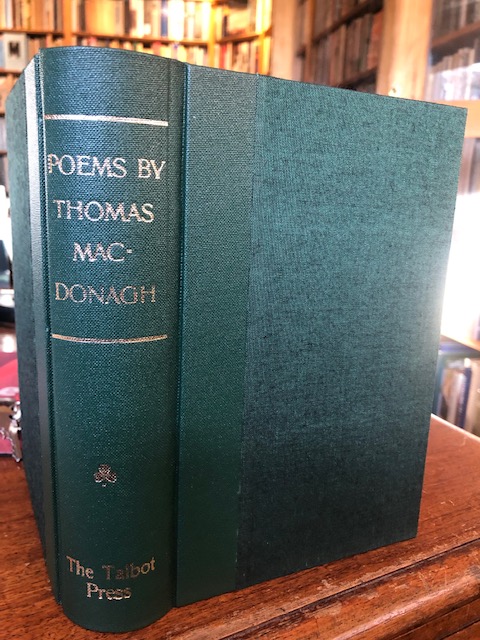 POEMS BY
THOMAS
MAC-
DONAGH
The Talbot
Press